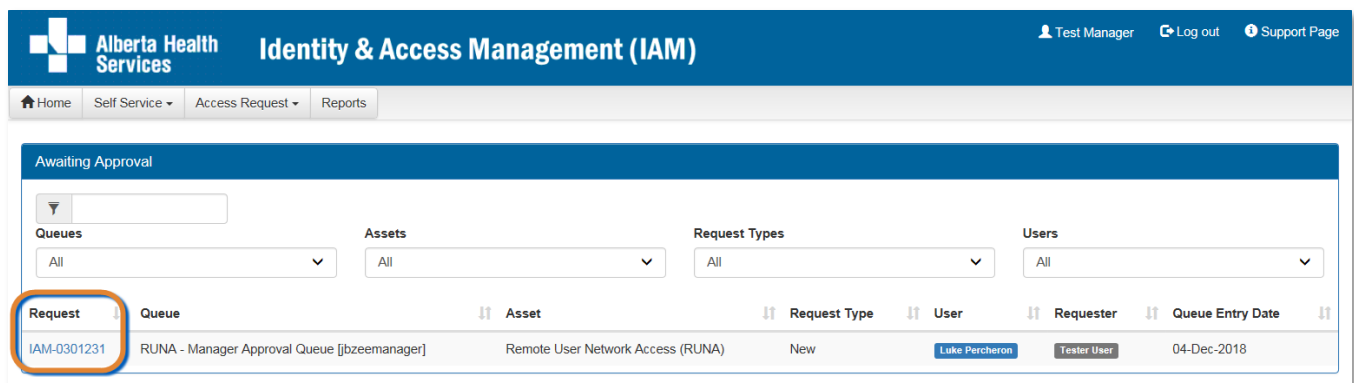 Alberta Health Services
Identity & Access Management (IAM)
Test Manager Log out Support Page
Home Self Service Access Request Reports
Awaiting Approval
Queues Assets Request Types Users
All All All All
Request Queue Asset Request Type User Requester Queue Entry Date
IAM-0301231 RUNA - Manager Approval Queue [jbzeemanager] Remote User Network Access (RUNA) New Luke Percheron Tester User 04-Dec-2018